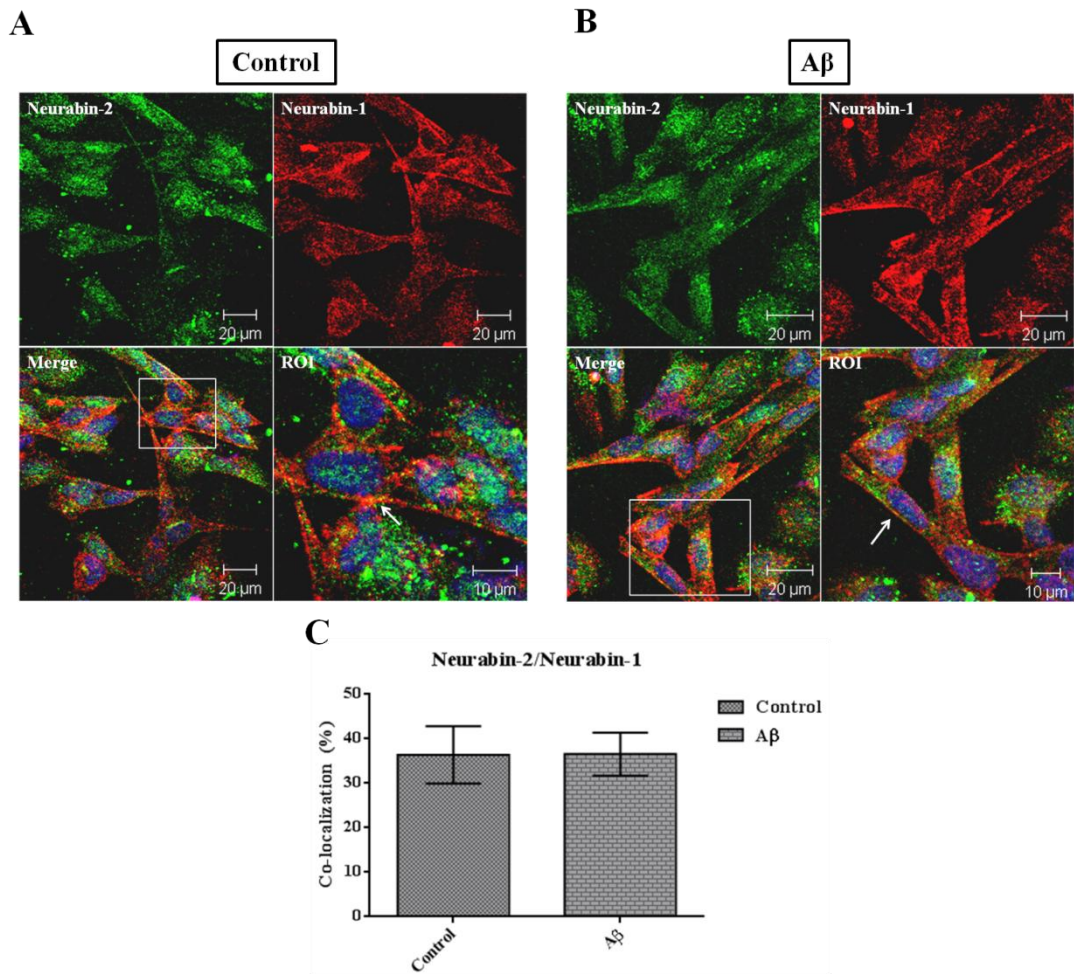 A
Control
Neurabin-2
Neurabin-1
20 µm
20 µm
Merge
ROI
20 µm
10 µm
B
Aβ
Neurabin-2
Neurabin-1
20 µm
20 µm
Merge
ROI
20 µm
10 µm
C
Neurabin-2/Neurabin-1
Co-localization (%)
50
40
30
20
10
0
Control
Aβ
Control
Aβ